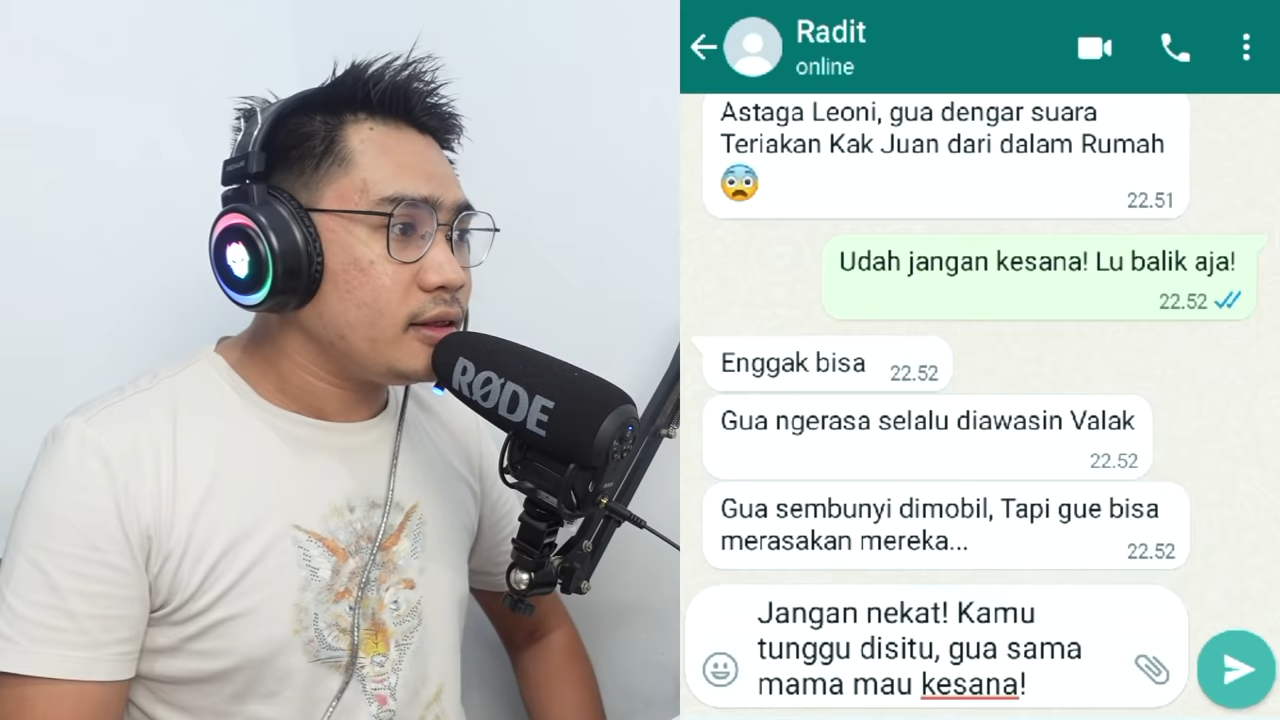 RØDE
Radit
online
Astaga Leoni, gua dengar suara
Teriakan Kak Juan dari dalam Rumah
😨
22.51
Udah jangan kesana! Lu balik aja!
22.52
Enggak bisa 22.52
Gua ngerasa selalu diawasin Valak
22.52
Gua sembunyi dimobil, Tapi gue bisa
merasakan mereka... 22.52
Jangan nekat! Kamu
tunggu disitu, gua sama
mama mau kesana!